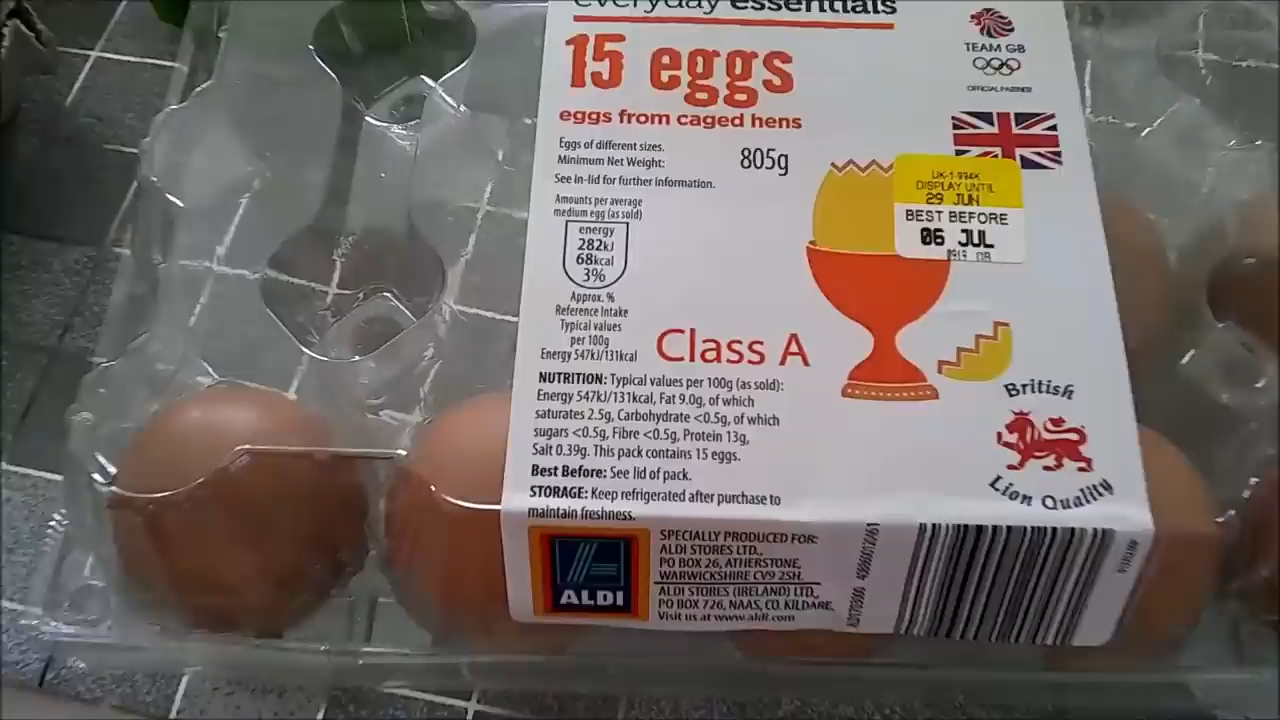 everyday essentials
15 eggs
eggs from caged hens
Eggs of different sizes.
Minimum Net Weight:
805g
See in-lid for further information.
Amounts per average
medium egg (as sold)
energy
282kJ
68kcal
3%
Approx. %
Reference Intake
Typical values
per 100g
Energy 547kJ/131kcal
Class A
NUTRITION: Typical values per 100g (as sold):
Energy 547kJ/131kcal, Fat 9.0g, of which
saturates 2.5g, Carbohydrate <0.5g, of which
sugars <0.5g, Fibre <0.5g, Protein 13g,
Salt 0.39g. This pack contains 15 eggs.
Best Before: See lid of pack.
STORAGE: Keep refrigerated after purchase to
maintain freshness.
TEAM GB
OFFICIAL PARTNER
DISPLAY UNTIL
29 JUN
BEST BEFORE
06 JUL
British
Lion Quality
ALDI
SPECIALLY PRODUCED FOR:
ALDI STORES LTD.,
PO BOX 26, ATHERSTONE,
WARWICKSHIRE CV9 2SH.
ALDI STORES (IRELAND) LTD.,
PO BOX 726, NAAS, CO. KILDARE.
Visit us at www.aldi.com